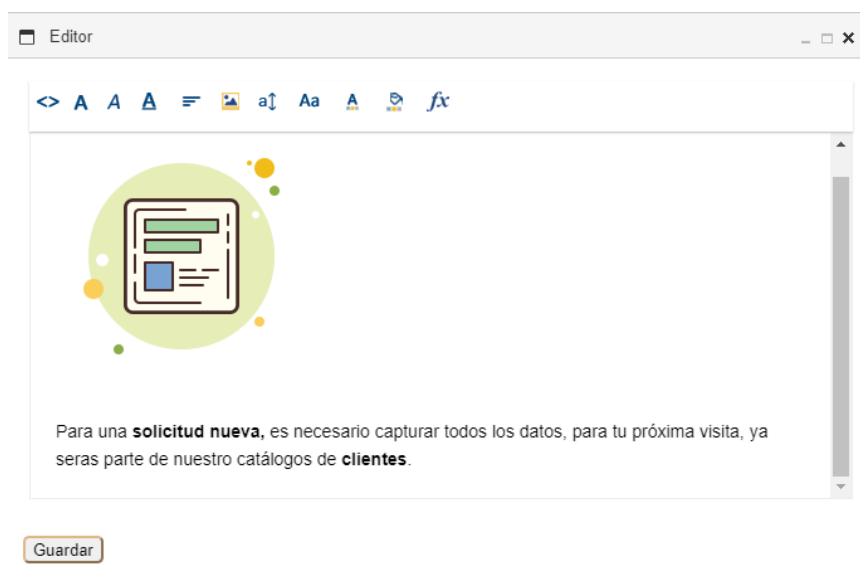 Editor
<> A A A a Aa A fx
Para una solicitud nueva, es necesario capturar todos los datos, para tu próxima visita, ya
seras parte de nuestro catálogos de clientes.
Guardar